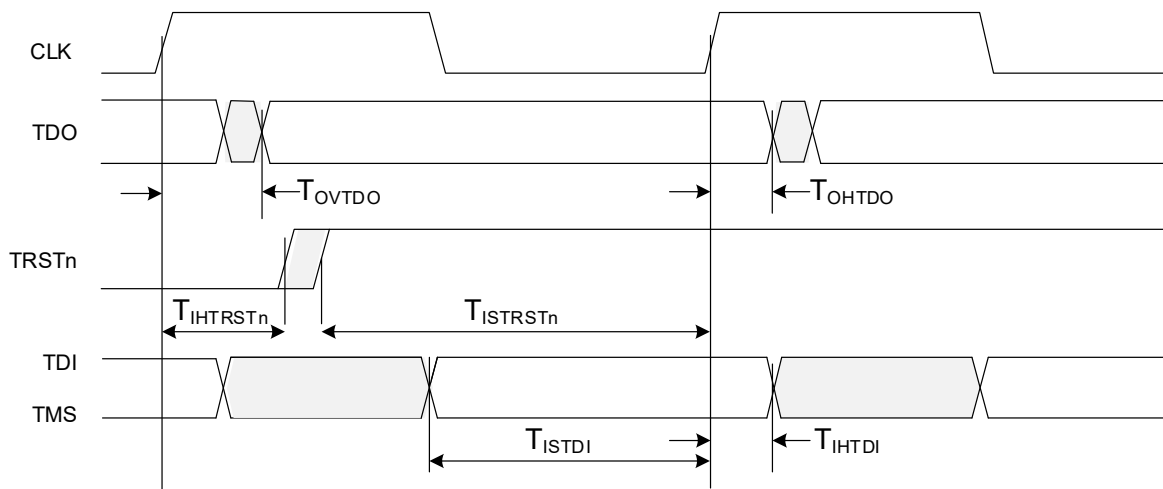 CLK
TDO
TOVTDO
TOHTDO
TRSTn
TIHTRSTn
TISTRSTn
TDI
TMS
TISTDI
TIHTDI